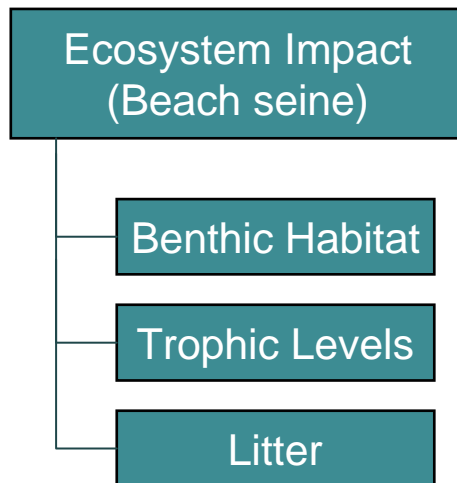 Ecosystem Impact
(Beach seine)
Benthic Habitat
Trophic Levels
Litter